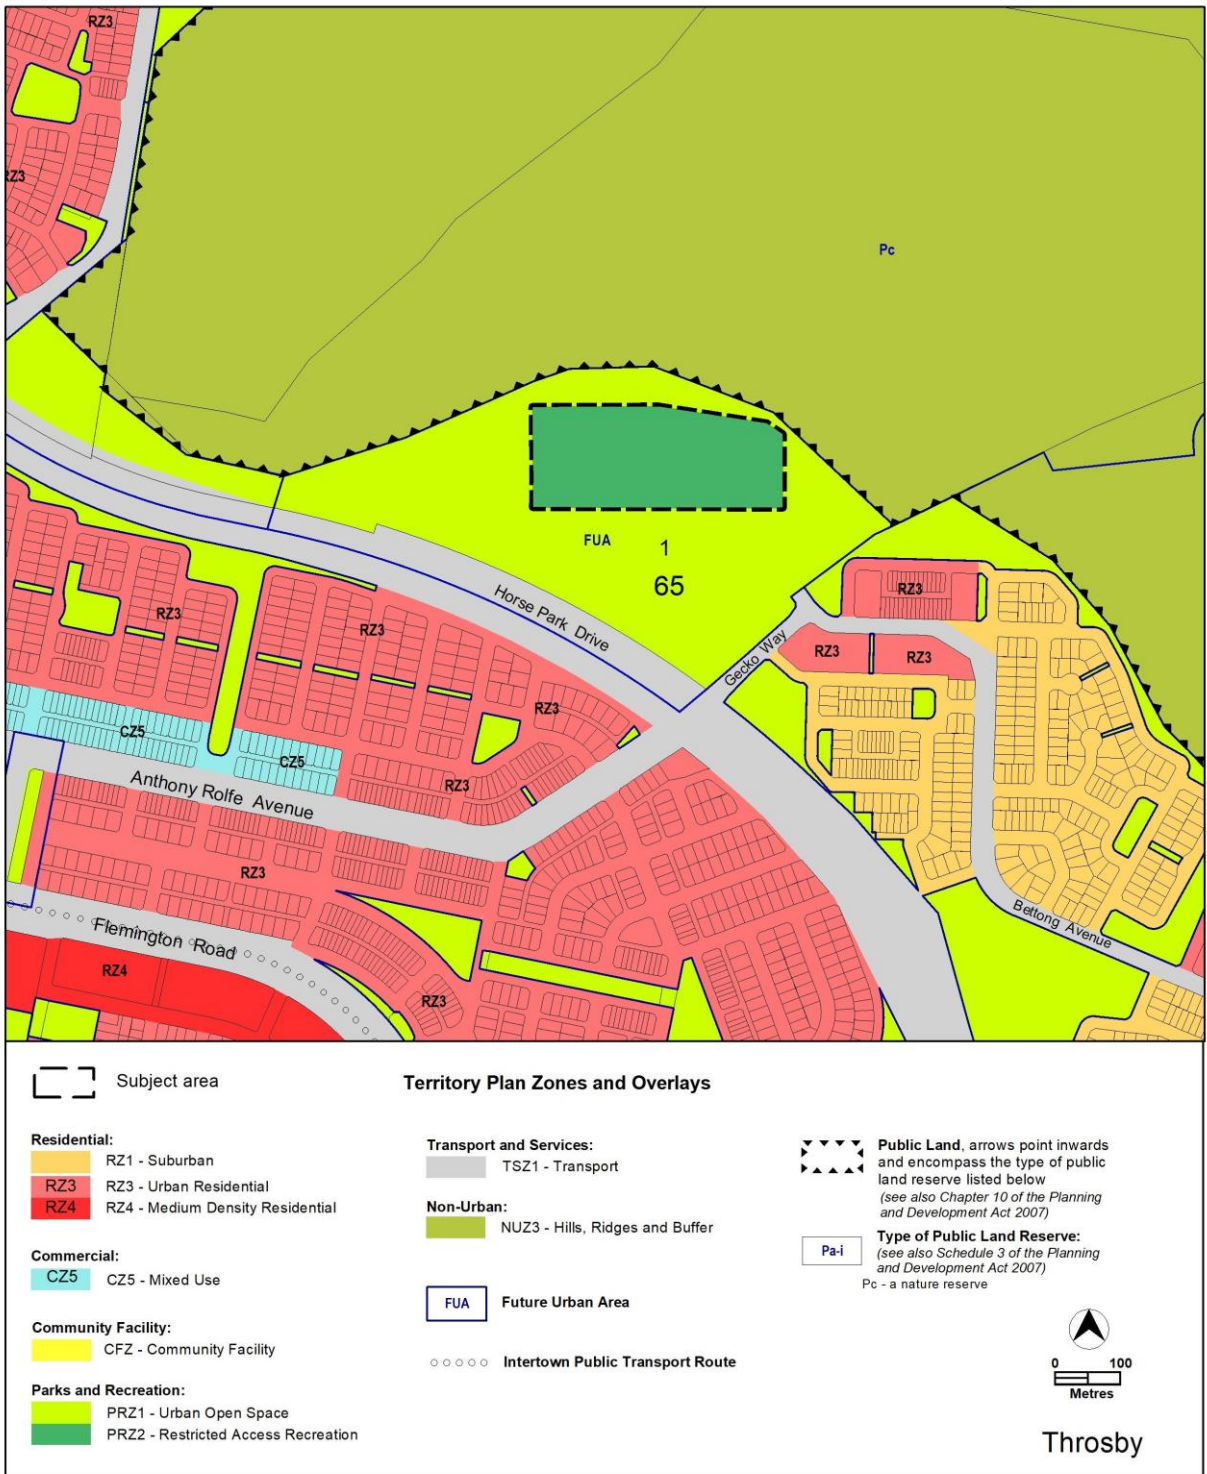 RZ3
RZ3
Pc
FUA
1
65
Horse Park Drive
Gecko Way
RZ3
RZ3
RZ3
RZ3
RZ3
RZ3
RZ3
CZ5
CZ5
Anthony Rolfe Avenue
RZ3
Bettong Avenue
Flemington Road
RZ4
RZ3
Subject area
Territory Plan Zones and Overlays
Residential:
RZ1 - Suburban
RZ3
RZ3 - Urban Residential
RZ4
RZ4 - Medium Density Residential
Commercial:
CZ5
CZ5 - Mixed Use
Community Facility:
CFZ - Community Facility
Parks and Recreation:
PRZ1 - Urban Open Space
PRZ2 - Restricted Access Recreation
Transport and Services:
TSZ1 - Transport
Non-Urban:
NUZ3 - Hills, Ridges and Buffer
FUA
Future Urban Area
Intertown Public Transport Route
Public Land, arrows point inwards
and encompass the type of public
land reserve listed below
(see also Chapter 10 of the Planning
and Development Act 2007)
Type of Public Land Reserve:
Pa-i
(see also Schedule 3 of the Planning
and Development Act 2007)
Pc - a nature reserve
0 100
Metres
Throsby